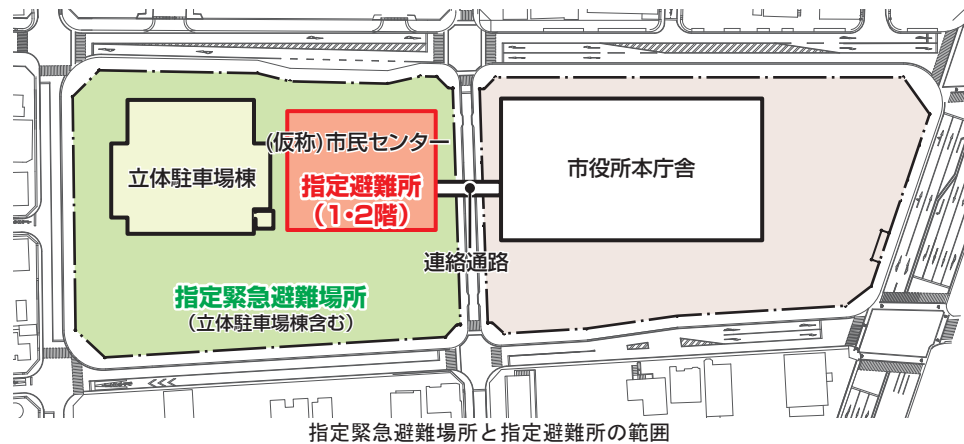 (仮称)市民センター
立体駐車場棟
指定避難所
(1・2階)
市役所本庁舎
連絡通路
指定緊急避難場所
(立体駐車場棟含む)
指定緊急避難場所と指定避難所の範囲